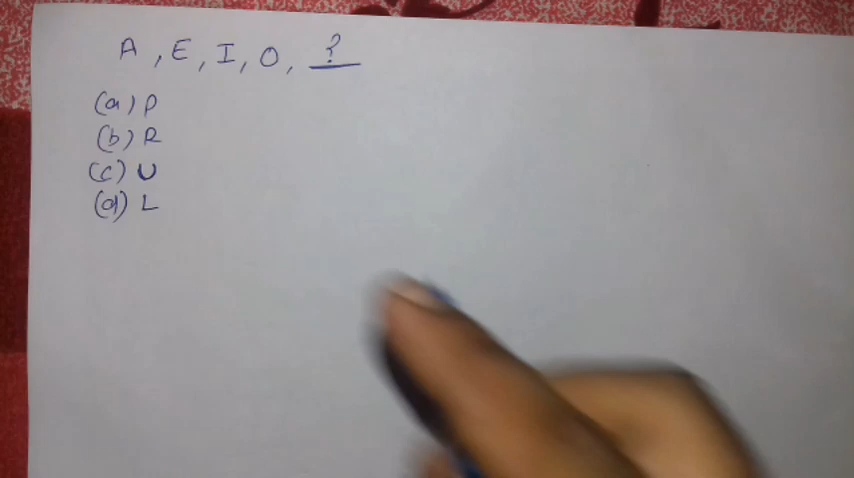 A, E, I, O, ?
(a) P
(b) R
(c) U
(d) L